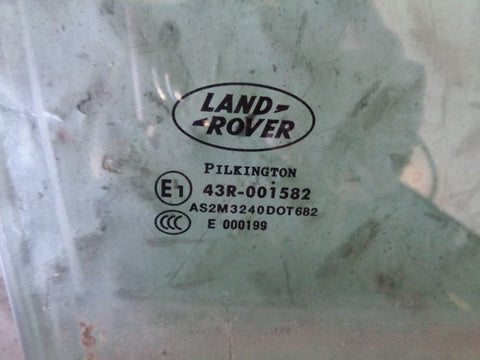 LAND-
-ROVER
PILKINGTON
E1 43R-001582
AS2M3240DOT682
CCC E 000199